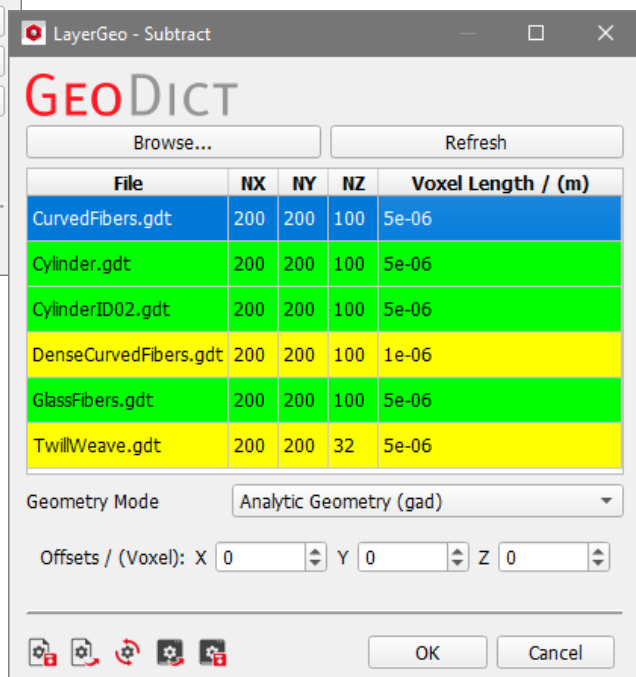 LayerGeo - Subtract
GEODICT
Browse... Refresh
File NX NY NZ Voxel Length / (m)
CurvedFibers.gdt 200 200 100 5e-06
Cylinder.gdt 200 200 100 5e-06
CylinderID02.gdt 200 200 100 5e-06
DenseCurvedFibers.gdt 200 200 100 1e-06
GlassFibers.gdt 200 200 100 5e-06
TwillWeave.gdt 200 200 32 5e-06
Geometry Mode Analytic Geometry (gad)
Offsets / (Voxel): X 0 Y 0 Z 0
OK Cancel